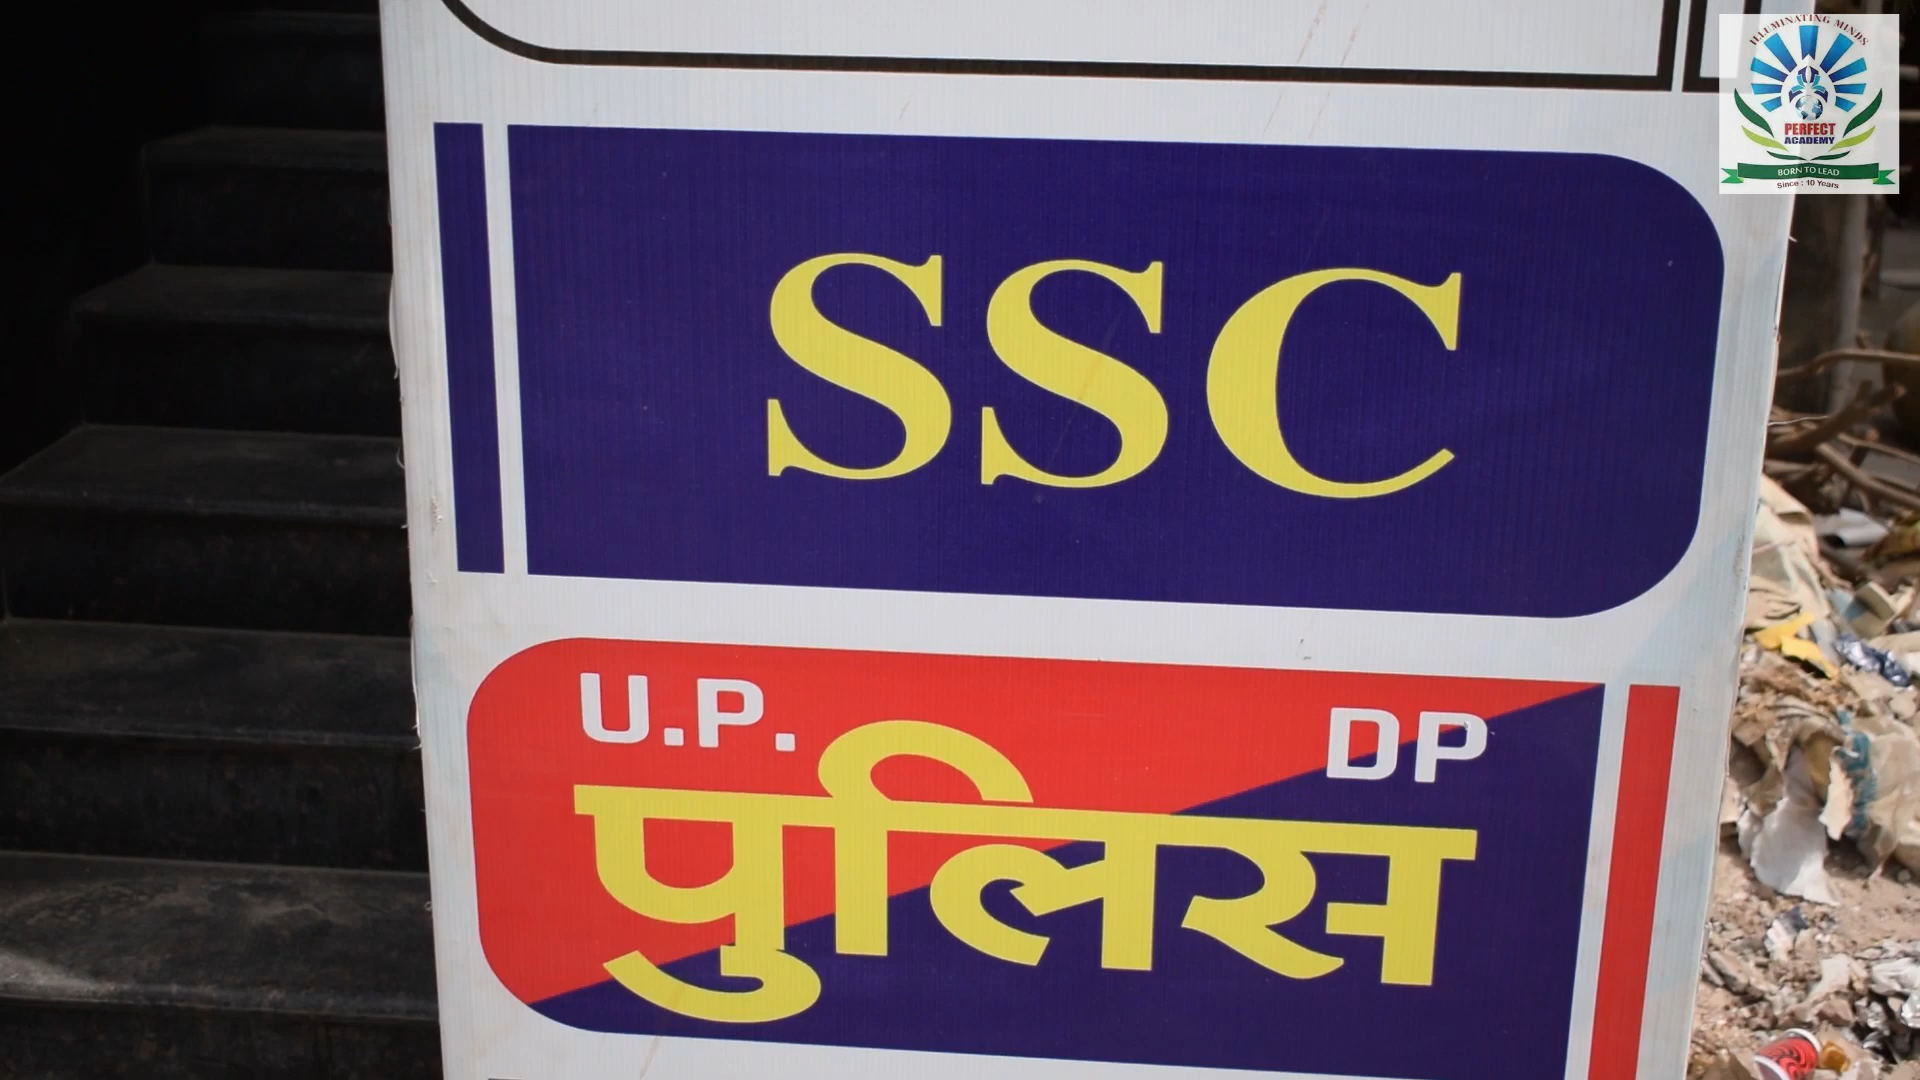 ILLUMINATING MINDS
PERFECT
ACADEMY
BORN TO LEAD
Since : 10 Years
SSC
U.P. DP
पुलिस